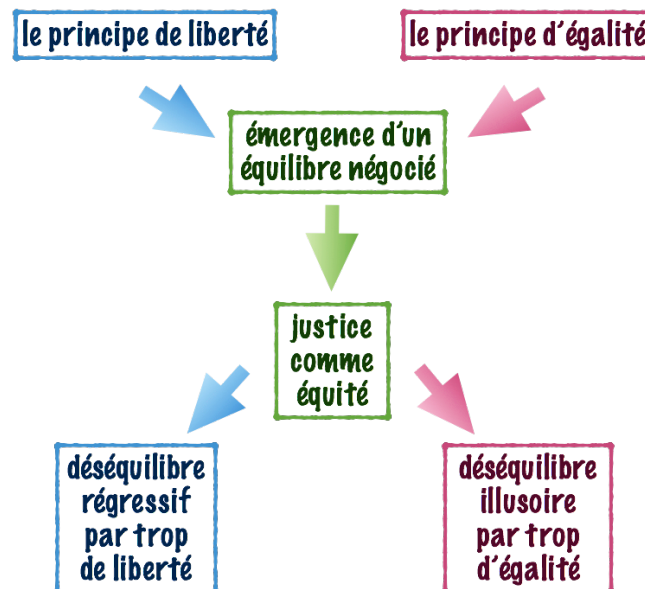 le principe de liberté
le principe d'égalité
émergence d'un
équilibre négocié
justice
comme
équité
déséquilibre
régressif
par trop
de liberté
déséquilibre
illusoire
par trop
d'égalité